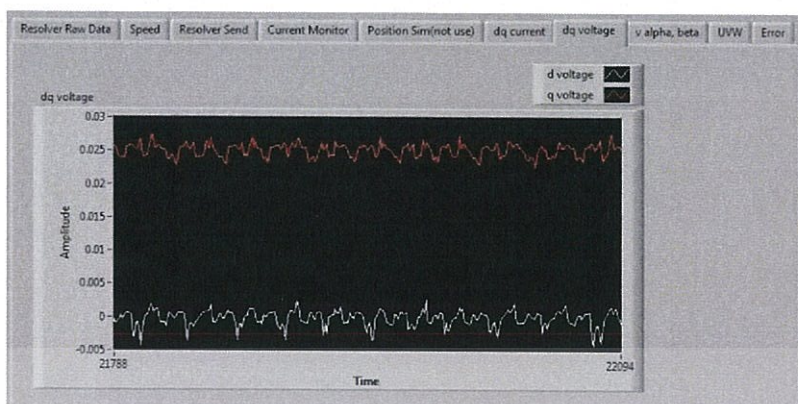 Resolver Raw Data Speed Resolver Send Current Monitor Position Sim(not use) dq current dq voltage v alpha, beta UVW Error
d voltage
q voltage
dq voltage
0.03
0.025
0.02
0.015
0.01
0.005
0
-0.005
Amplitude
21788 22094
Time